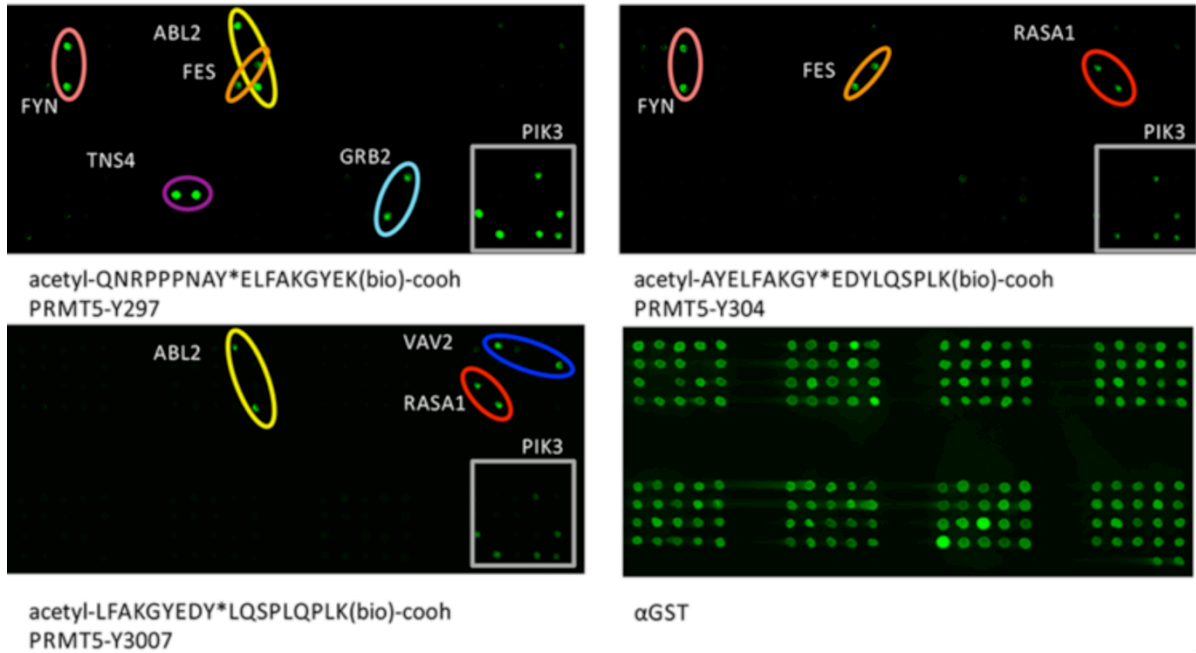 ABL2
FES
FYN
TNS4
GRB2
PIK3
acetyl-QNRPPPNAY*ELFAKGYEK(bio)-cooh
PRMT5-Y297
RASA1
FES
FYN
PIK3
acetyl-AYELFAKGY*EDYLQSPLK(bio)-cooh
PRMT5-Y304
ABL2
VAV2
RASA1
PIK3
acetyl-LFAKGYEDY*LQSPLQPLK(bio)-cooh
PRMT5-Y3007
αGST